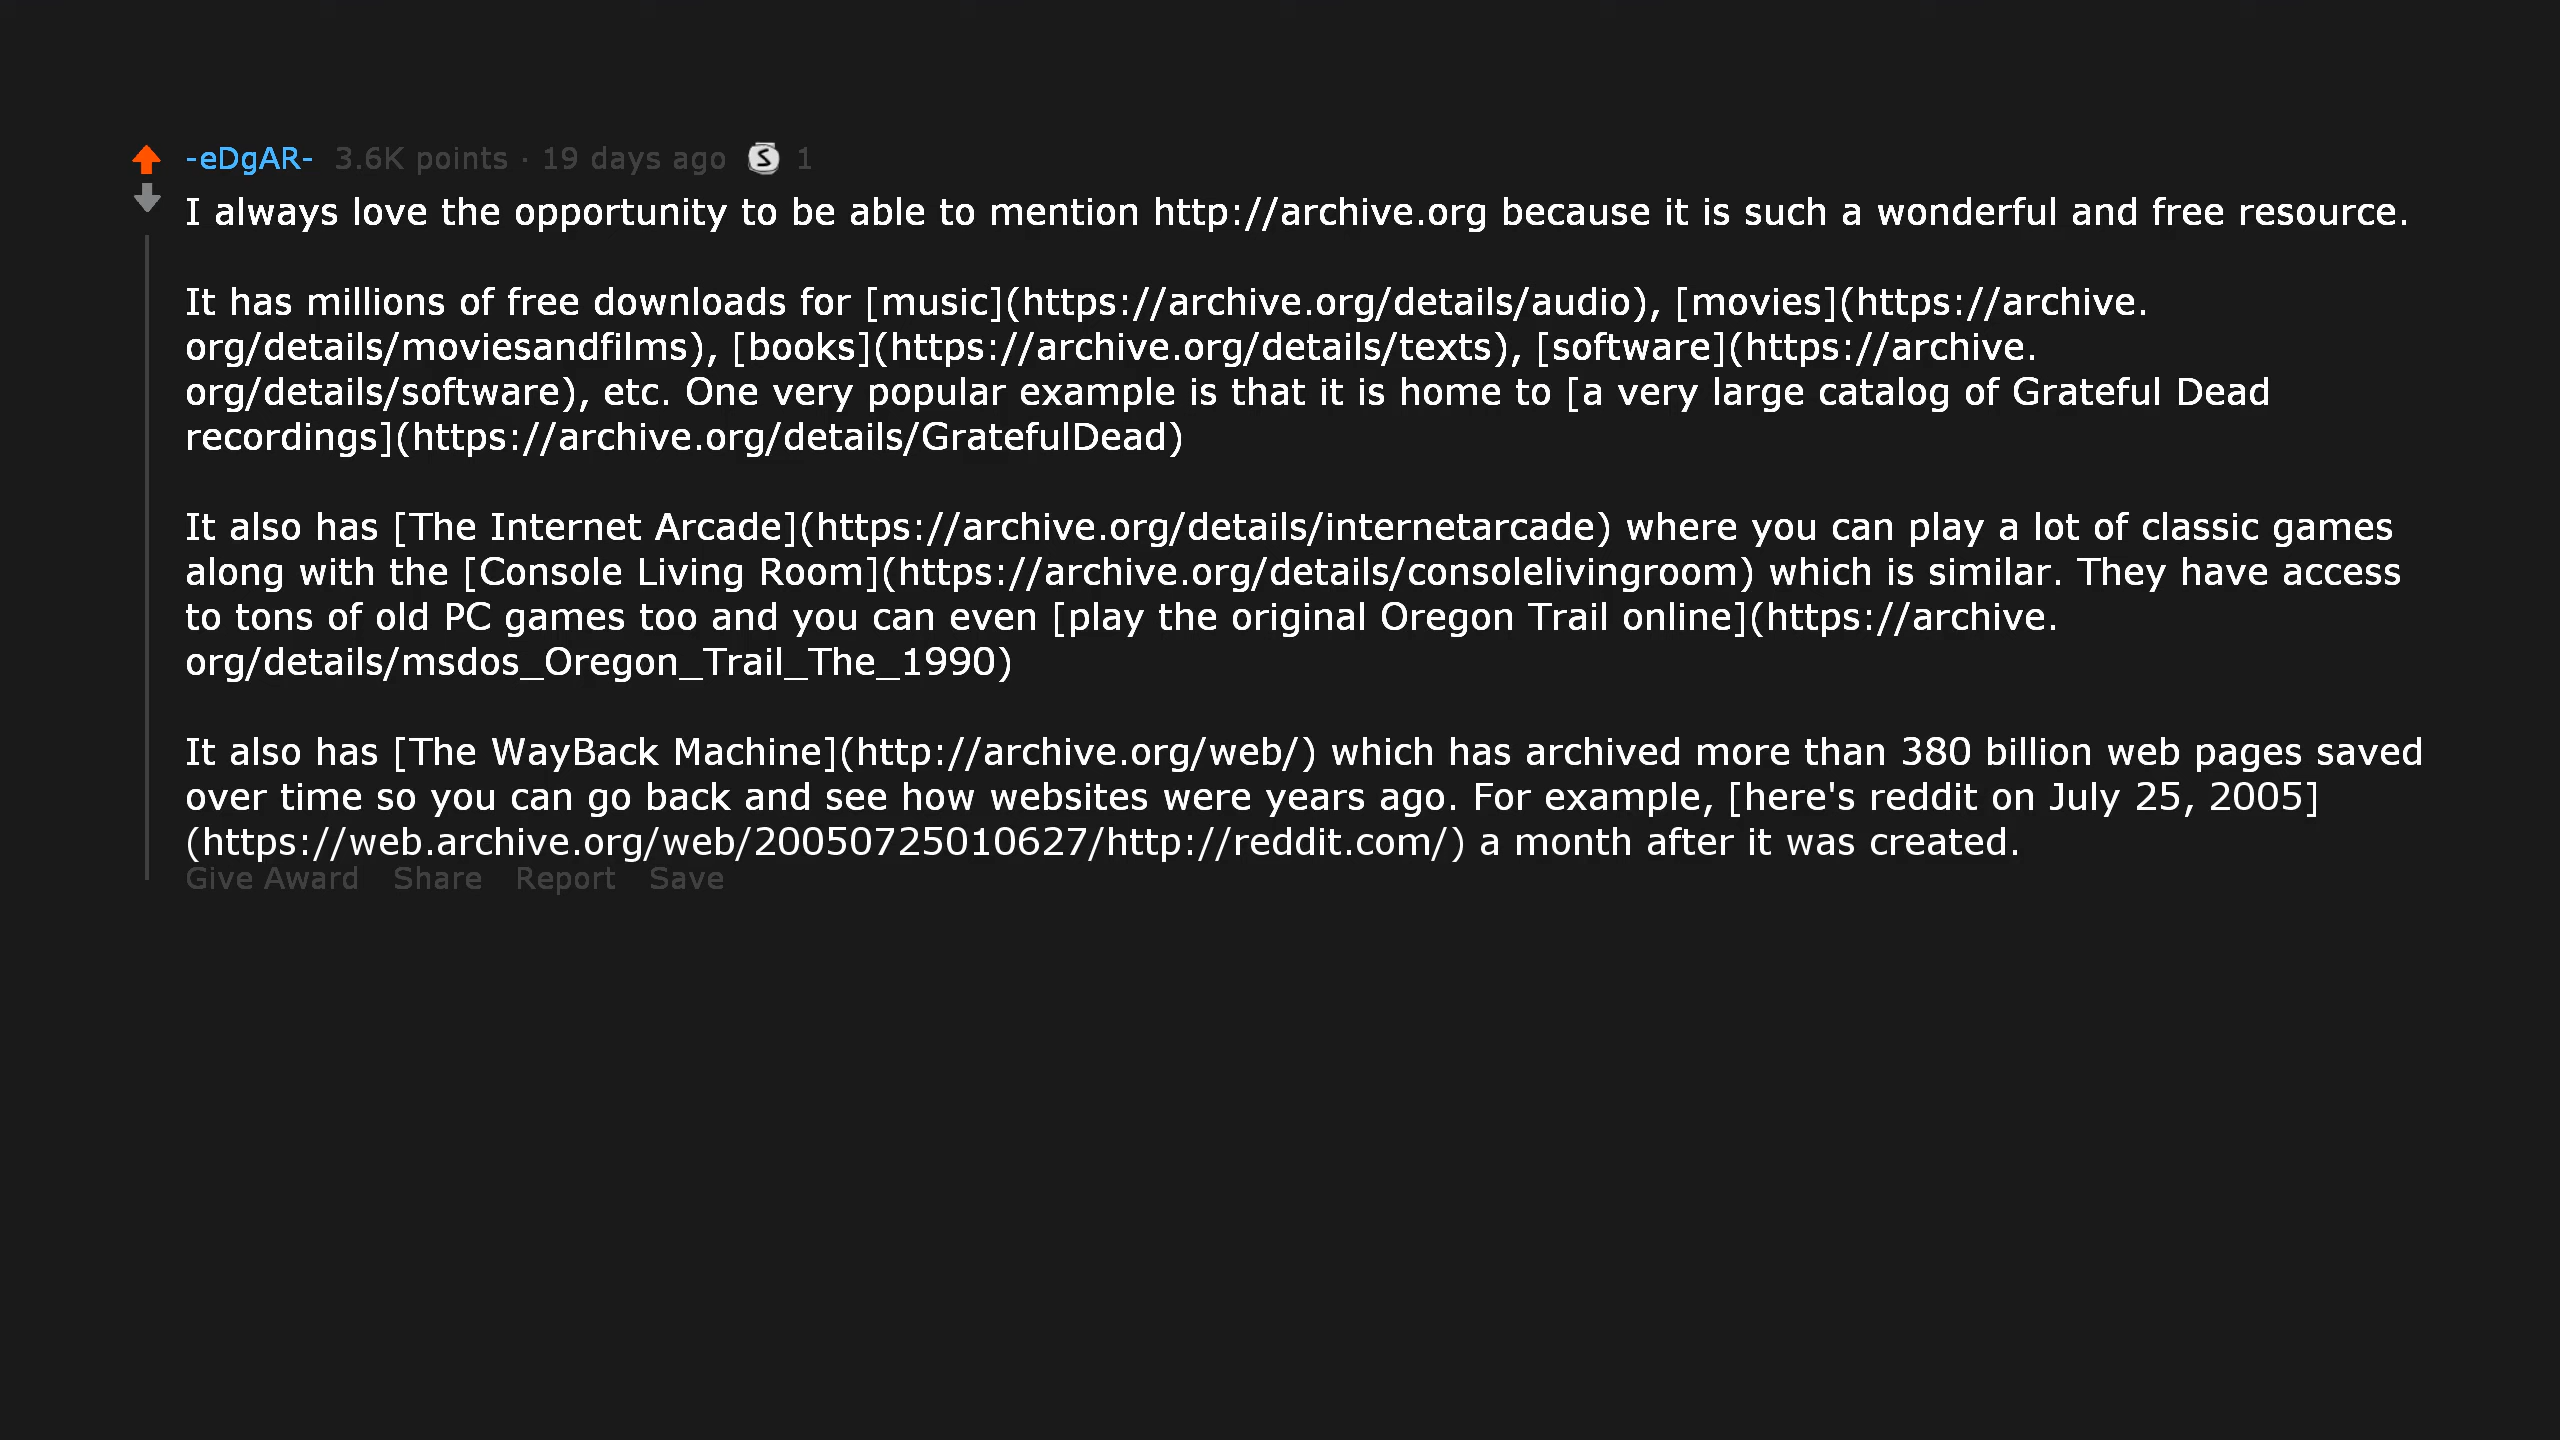 -eDgAR- 3.6K points · 19 days ago S 1
I always love the opportunity to be able to mention http://archive.org because it is such a wonderful and free resource.
It has millions of free downloads for [music](https://archive.org/details/audio), [movies](https://archive.
org/details/moviesandfilms), [books](https://archive.org/details/texts), [software](https://archive.
org/details/software), etc. One very popular example is that it is home to [a very large catalog of Grateful Dead
recordings](https://archive.org/details/GratefulDead)
It also has [The Internet Arcade](https://archive.org/details/internetarcade) where you can play a lot of classic games
along with the [Console Living Room](https://archive.org/details/consolelivingroom) which is similar. They have access
to tons of old PC games too and you can even [play the original Oregon Trail online](https://archive.
org/details/msdos_Oregon_Trail_The_1990)
It also has [The WayBack Machine](http://archive.org/web/) which has archived more than 380 billion web pages saved
over time so you can go back and see how websites were years ago. For example, [here's reddit on July 25, 2005]
(https://web.archive.org/web/20050725010627/http://reddit.com/) a month after it was created.
Give Award Share Report Save